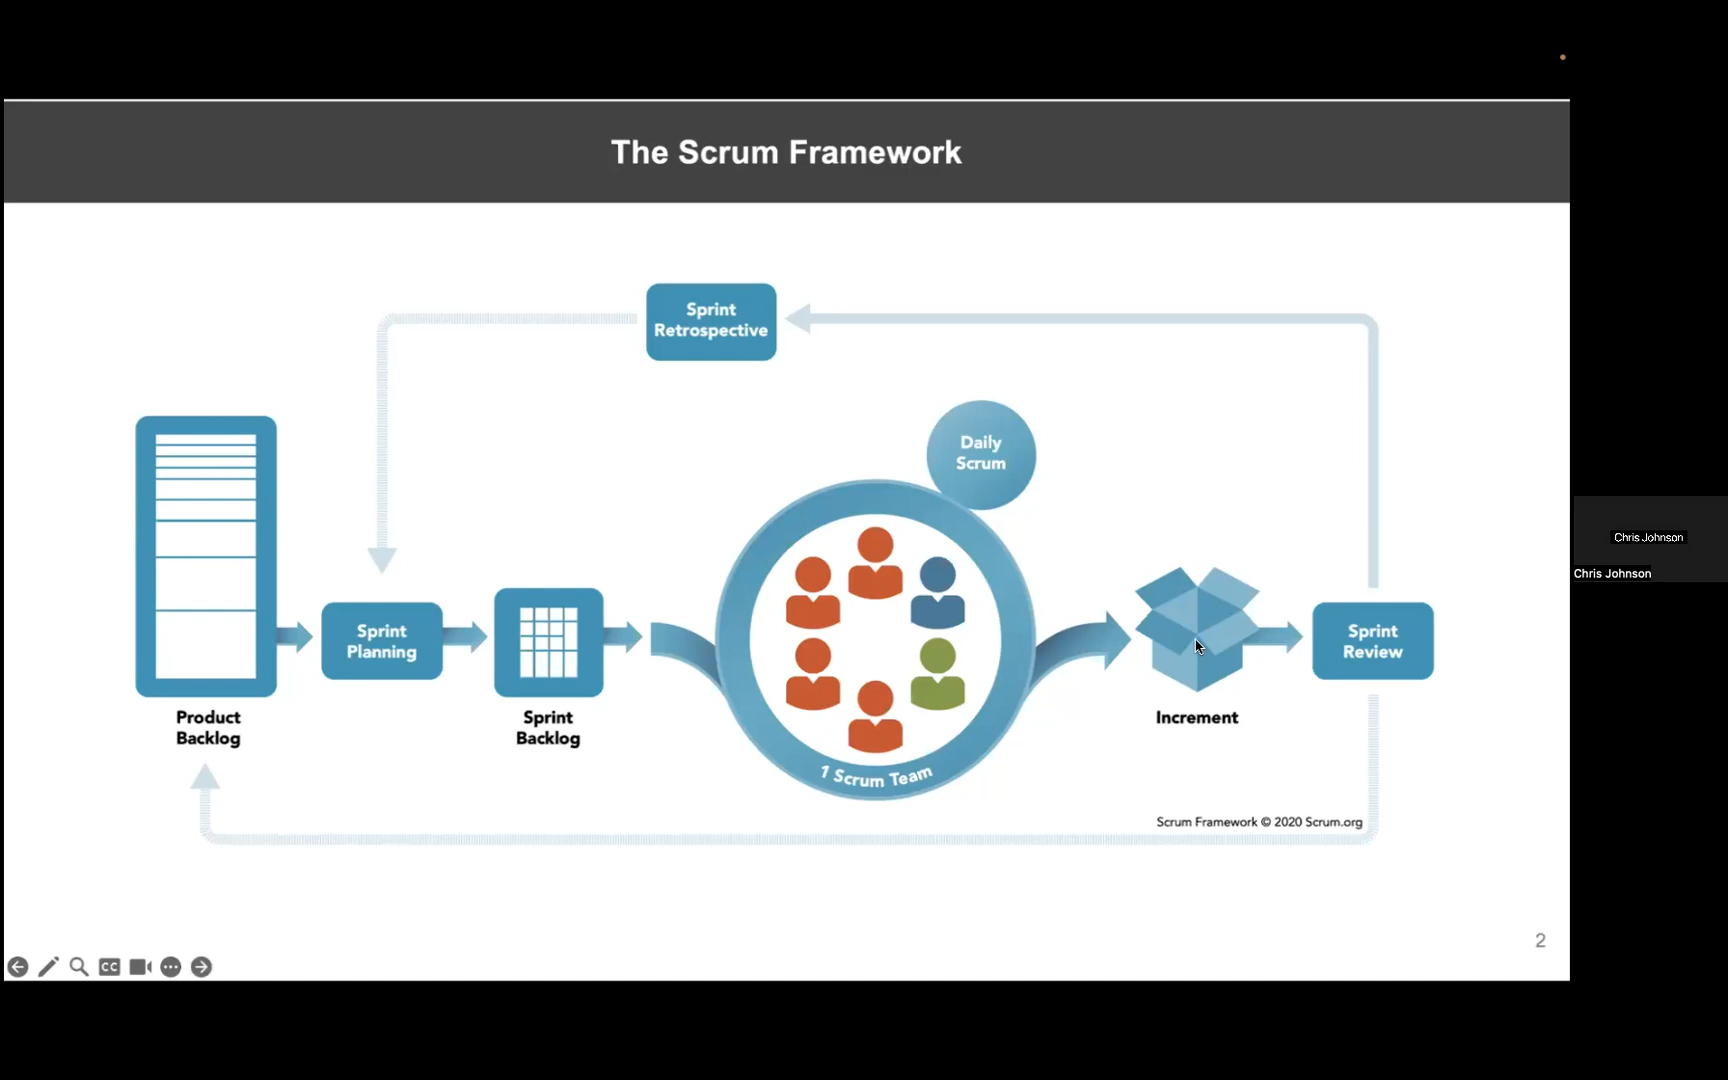 The Scrum Framework
Sprint
Retrospective
Daily
Scrum
Sprint
Planning
Sprint
Review
Product
Backlog
Sprint
Backlog
1 Scrum Team
Increment
Scrum Framework © 2020 Scrum.org
2
CC
Chris Johnson
Chris Johnson